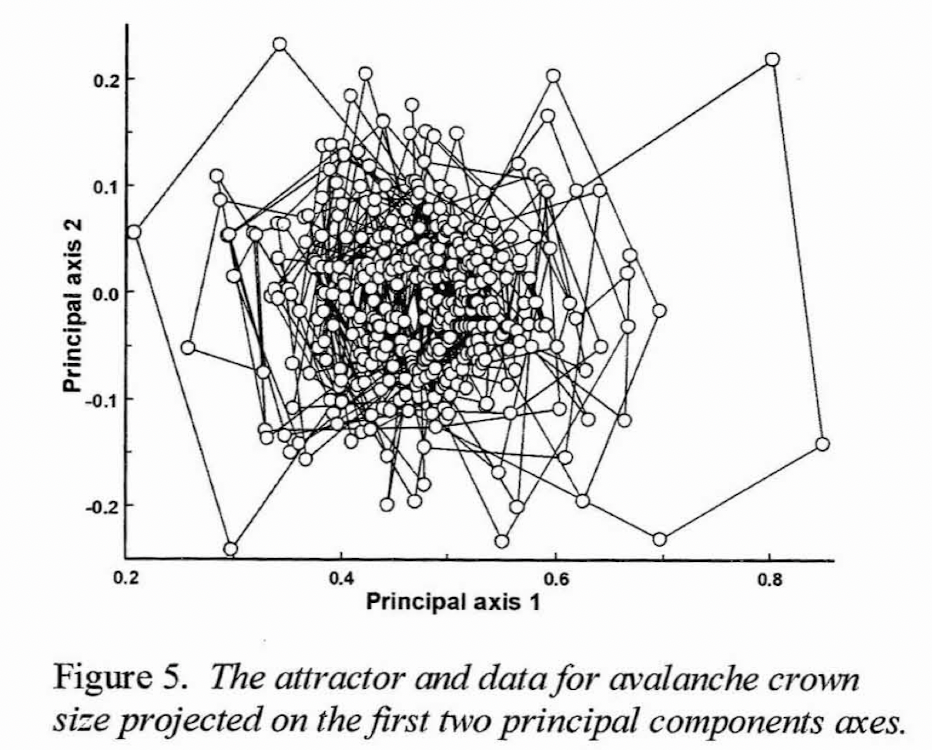 0.2
0.1
0.0
-0.1
-0.2
Principal axis 2
0.2 0.4 0.6 0.8
Principal axis 1
Figure 5. The attractor and data for avalanche crown
size projected on the first two principal components axes.